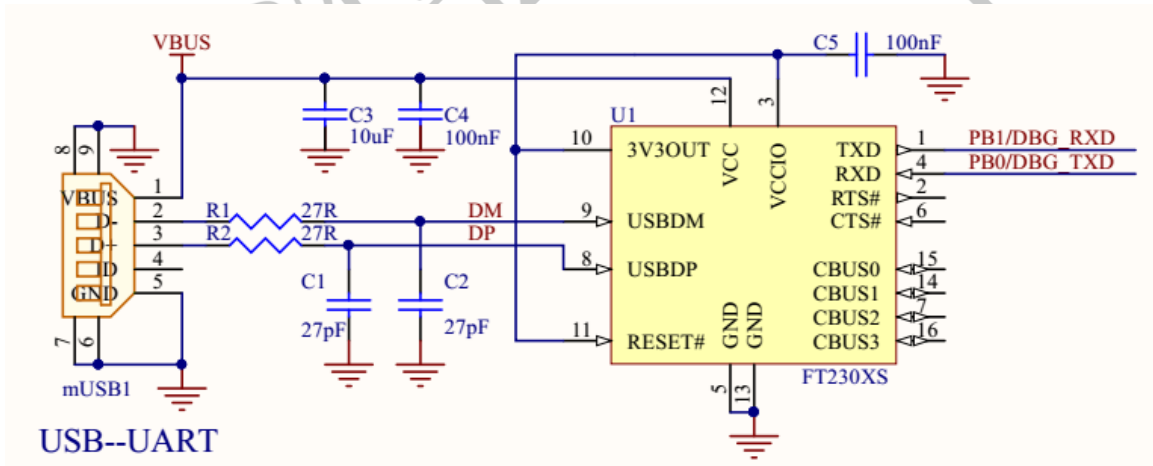 VBUS
C5 100nF
C3
10uF
C4
100nF
12
3
U1
8
9
10
3V3OUT
VCC
VCCIO
TXD
1
PB1/DBG_RXD
RXD
4
PB0/DBG_TXD
VBUS
1
RTS#
2
D-
2
R1
27R
DM
9
USBDM
CTS#
6
D+
3
R2
27R
DP
ID
4
8
USBDP
CBUS0
15
GND
5
C1
C2
CBUS1
14
27pF
27pF
CBUS2
7
11
RESET#
GND
GND
CBUS3
16
7
6
mUSB1
5
13
FT230XS
USB--UART